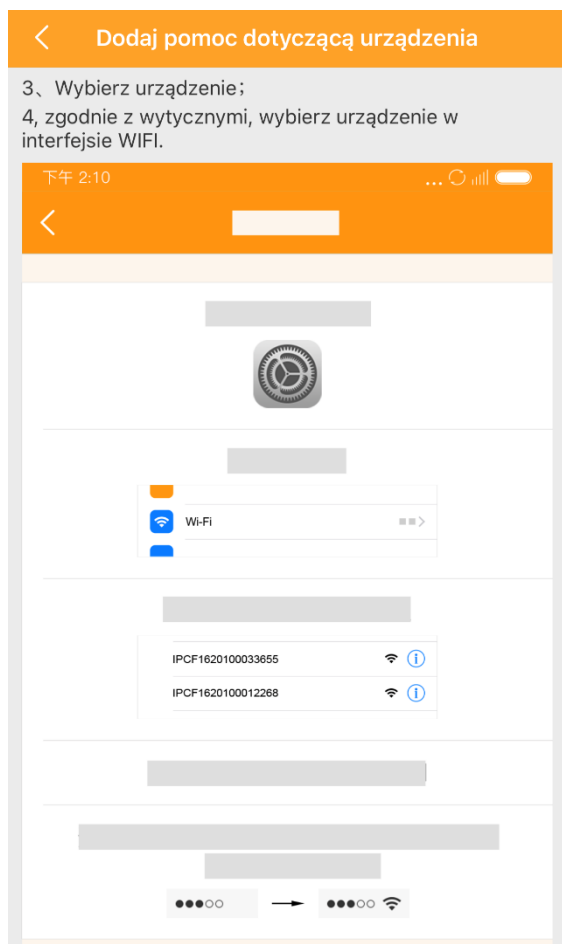 Dodaj pomoc dotyczącą urządzenia
3、Wybierz urządzenie；
4, zgodnie z wytycznymi, wybierz urządzenie w
interfejsie WIFI.
下午 2:10
Wi-Fi
IPCF1620100033655
IPCF1620100012268